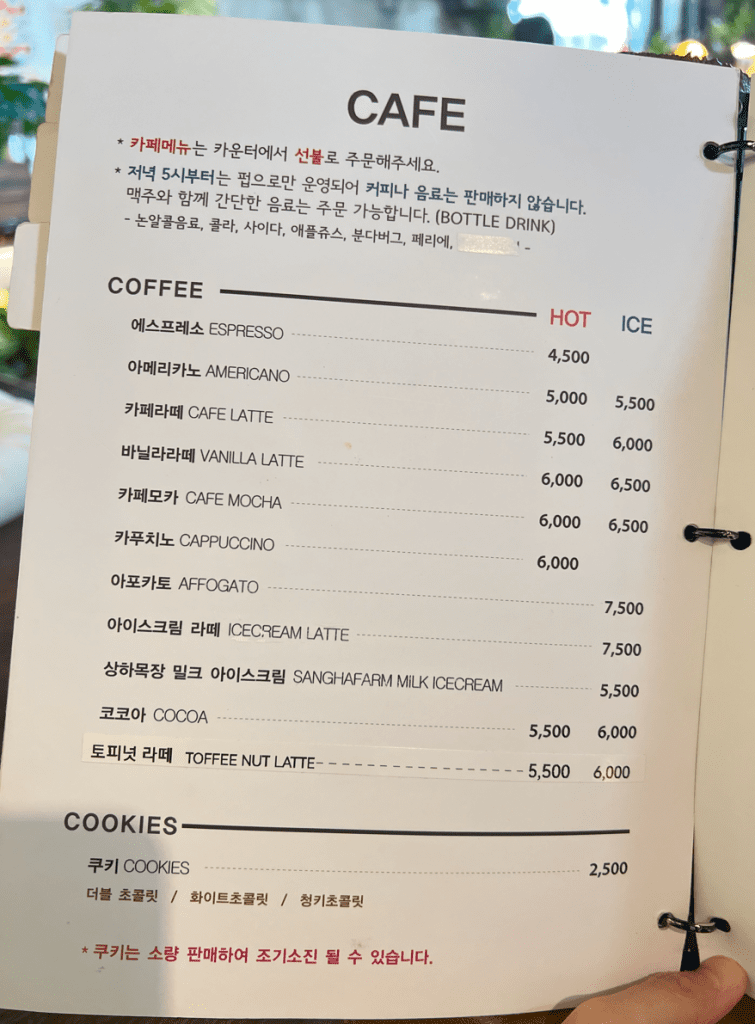 CAFE
* 카페메뉴는 카운터에서 선불로 주문해주세요.
* 저녁 5시부터는 펍으로만 운영되어 커피나 음료는 판매하지 않습니다.
맥주와 함께 간단한 음료는 주문 가능합니다. (BOTTLE DRINK)
- 논알콜음료, 콜라, 사이다, 애플쥬스, 분다버그, 페리에, -
COFFEE HOT ICE
에스프레소 ESPRESSO 4,500
아메리카노 AMERICANO 5,000 5,500
카페라떼 CAFE LATTE 5,500 6,000
바닐라라떼 VANILLA LATTE 6,000 6,500
카페모카 CAFE MOCHA 6,000 6,500
카푸치노 CAPPUCCINO 6,000
아포카토 AFFOGATO 7,500
아이스크림 라떼 ICECREAM LATTE 7,500
상하목장 밀크 아이스크림 SANGHAFARM MILK ICECREAM 5,500
코코아 COCOA 5,500 6,000
토피넛 라떼 TOFFEE NUT LATTE 5,500 6,000
COOKIES
쿠키 COOKIES 2,500
더블 초콜릿 / 화이트초콜릿 / 청키초콜릿
* 쿠키는 소량 판매하여 조기소진 될 수 있습니다.